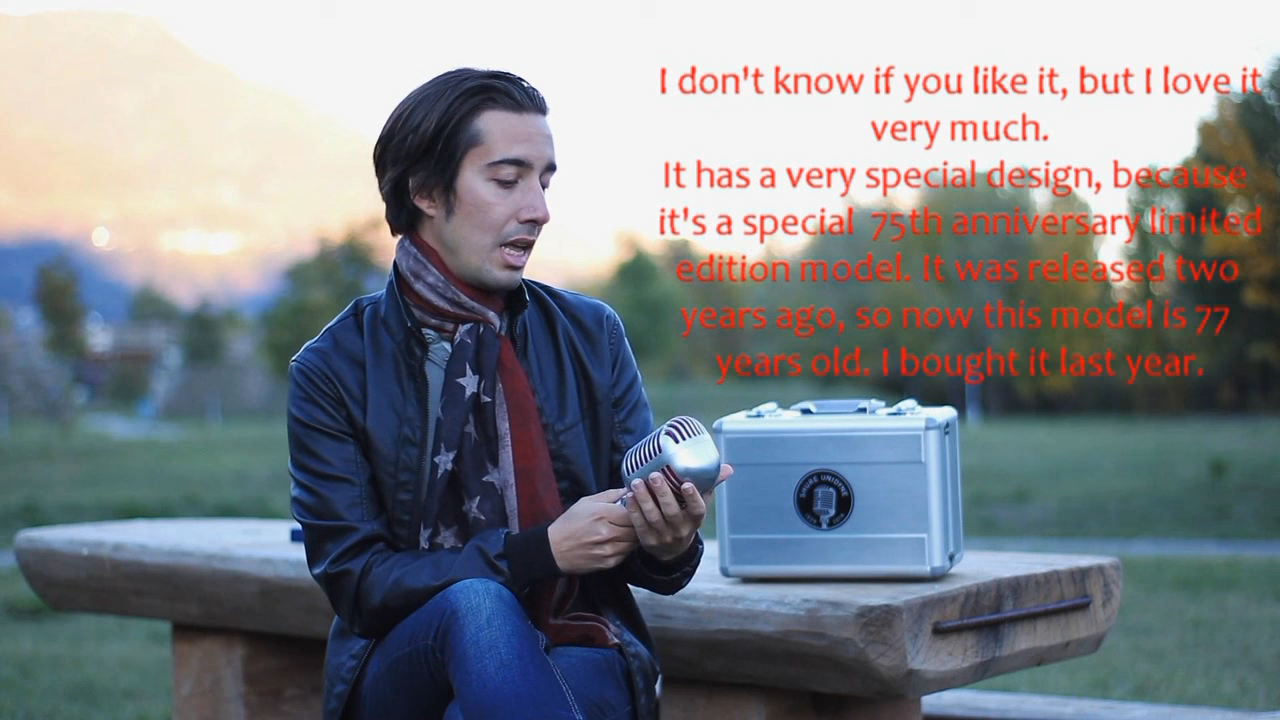 I don't know if you like it, but I love it
very much.
It has a very special design, because
it's a special 75th anniversary limited
edition model. It was released two
years ago, so now this model is 77
years old. I bought it last year.
SHURE UNIDYNE